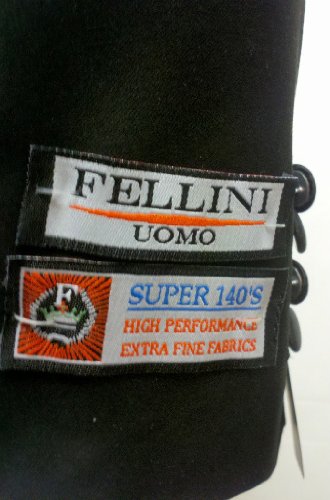 FELLINI
UOMO
F
SUPER 140'S
HIGH PERFORMANCE
EXTRA FINE FABRICS